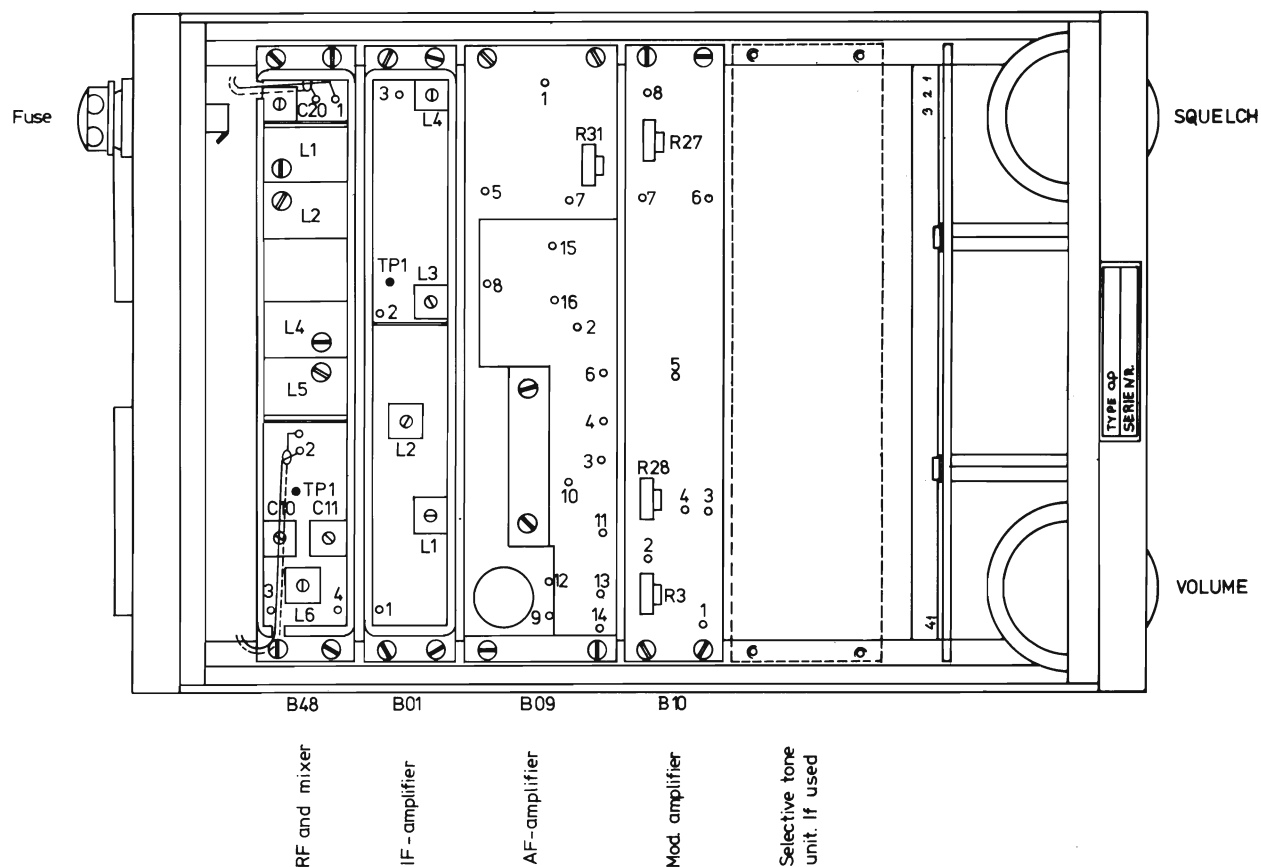 Fuse
SQUELCH
VOLUME
TYPE QP
SERIE NR.
3 2 1
41
C20
1
L1
L2
L4
L5
2
TP1
C10
C11
3
L6
4
3
L4
TP1
L3
2
L2
L1
1
1
R31
5
7
15
8
16
2
6
4
3
10
11
12
13
9
14
8
R27
7
6
5
R28
4
3
2
R3
1
B48
B01
B09
B10
RF and mixer
IF-amplifier
AF-amplifier
Mod. amplifier
Selective tone
unit. If used